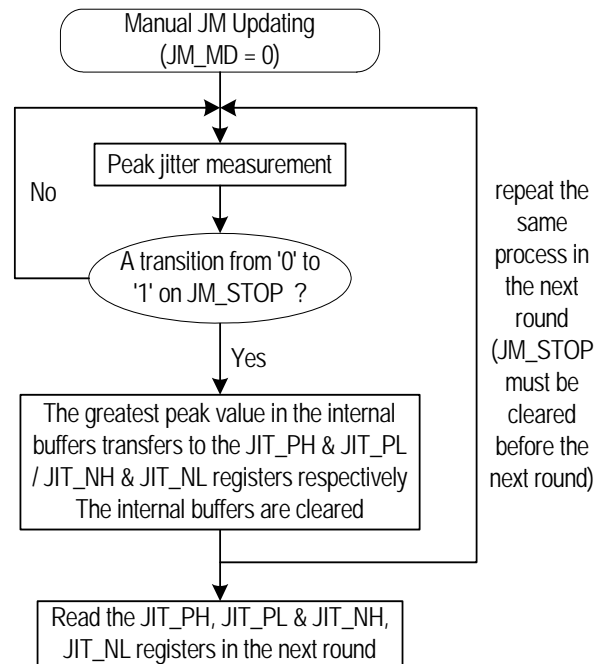 Manual JM Updating
(JM_MD = 0)
Peak jitter measurement
No
A transition from '0' to
'1' on JM_STOP ?
Yes
The greatest peak value in the internal
buffers transfers to the JIT_PH & JIT_PL
/ JIT_NH & JIT_NL registers respectively
The internal buffers are cleared
repeat the
same
process in
the next
round
(JM_STOP
must be
cleared
before the
next round)
Read the JIT_PH, JIT_PL & JIT_NH,
JIT_NL registers in the next round